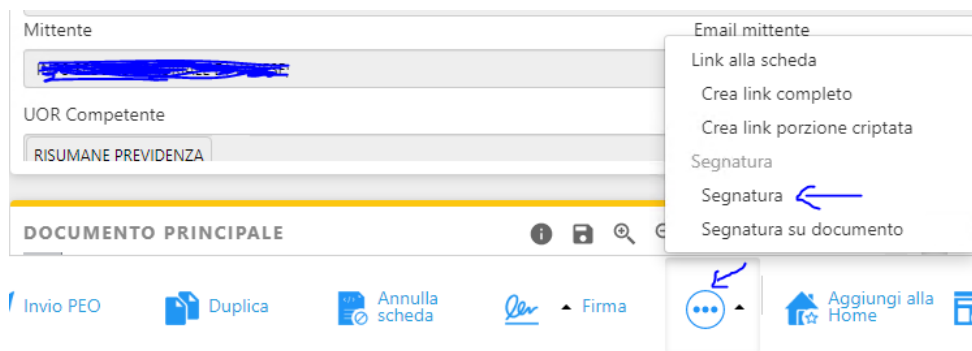 Mittente
Email mittente
UOR Competente
RISUMANE PREVIDENZA
Link alla scheda
Crea link completo
Crea link porzione criptata
Segnatura
Segnatura
Segnatura su documento
DOCUMENTO PRINCIPALE
Invio PEO
Duplica
Annulla
scheda
Firma
Aggiungi alla
Home